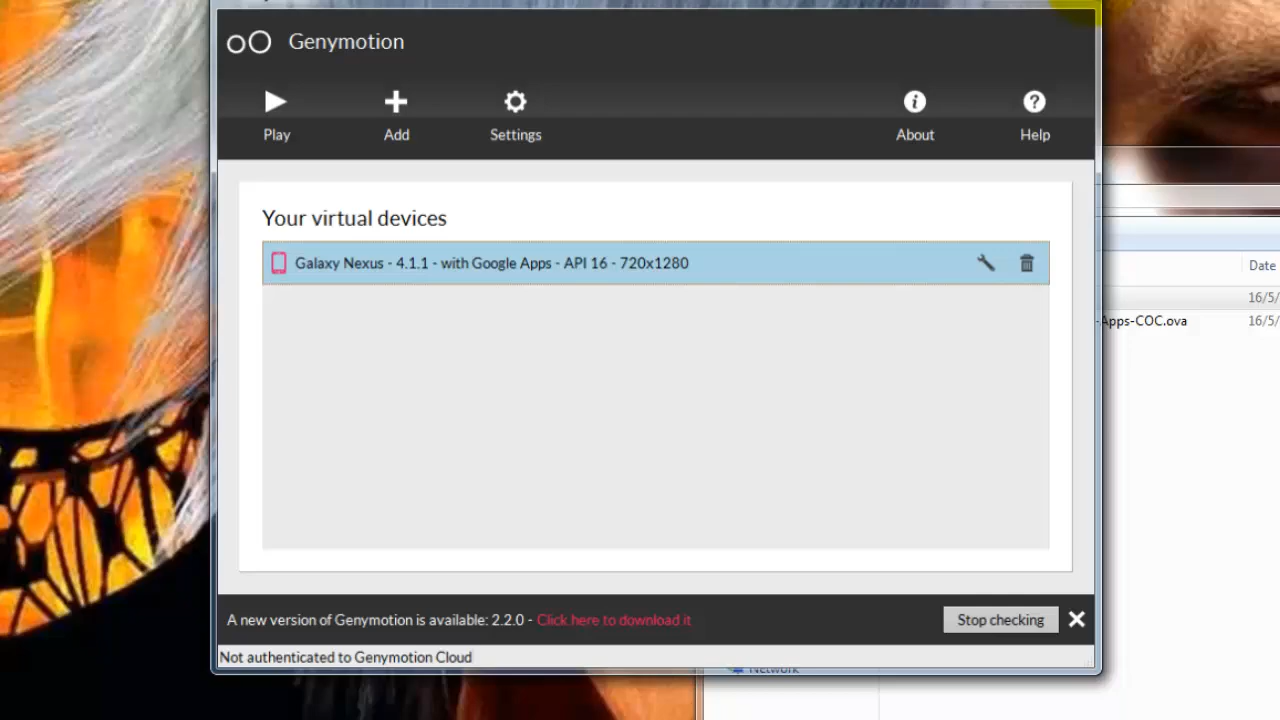 Genymotion
Play Add Settings About Help
Your virtual devices
Galaxy Nexus - 4.1.1 - with Google Apps - API 16 - 720x1280
Date
16/5/
-Apps-COC.ova 16/5/
A new version of Genymotion is available: 2.2.0 - Click here to download it Stop checking
Not authenticated to Genymotion Cloud
Network